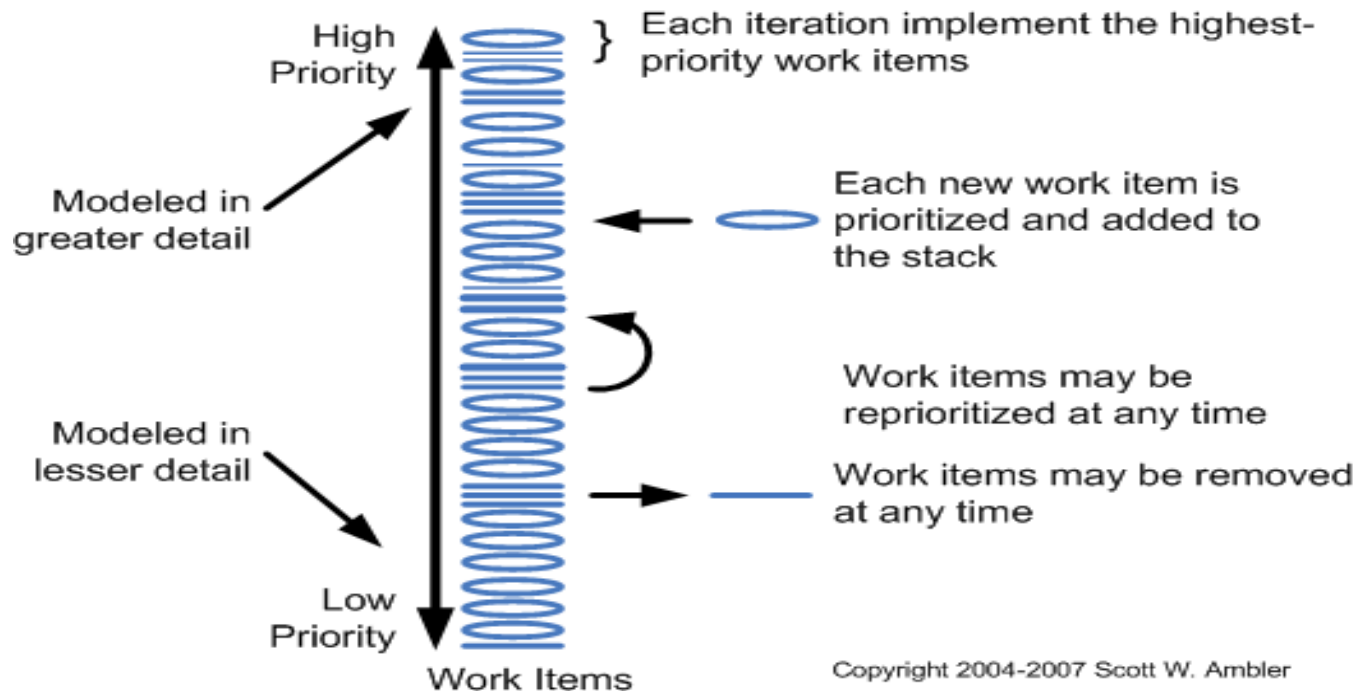 High
Priority
Each iteration implement the highest-
priority work items
Modeled in
greater detail
Each new work item is
prioritized and added to
the stack
Work items may be
reprioritized at any time
Modeled in
lesser detail
Work items may be removed
at any time
Low
Priority
Work Items
Copyright 2004-2007 Scott W. Ambler